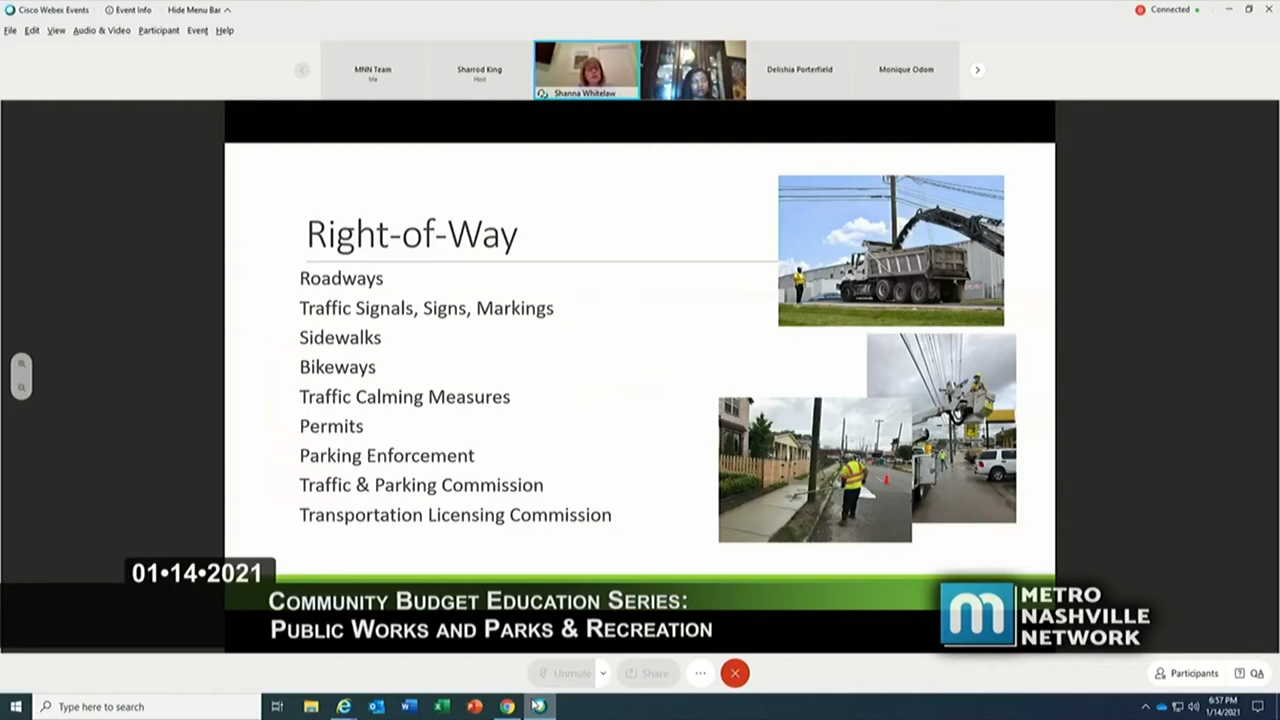 Cisco Webex Events
Event Info
Hide Menu Bar
Connected
File Edit View Audio & Video Participant Event Help
MNN Team
Me
Sharrod King
Host
Shanna Whitelaw
Delishia Porterfield
Monique Odom
Right-of-Way
Roadways
Traffic Signals, Signs, Markings
Sidewalks
Bikeways
Traffic Calming Measures
Permits
Parking Enforcement
Traffic & Parking Commission
Transportation Licensing Commission
01•14•2021
COMMUNITY BUDGET EDUCATION SERIES:
PUBLIC WORKS AND PARKS & RECREATION
m
METRO
NASHVILLE
NETWORK
Unmute
Share
Participants
Q&A
Type here to search
6:57 PM
1/14/2021